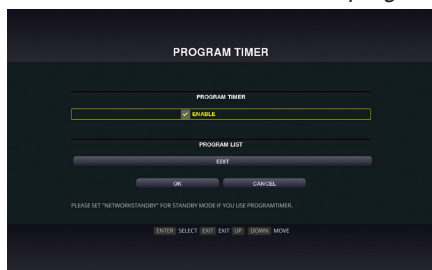 PROGRAM TIMER
PROGRAM TIMER
ENABLE
PROGRAM LIST
EDIT
OK CANCEL
PLEASE SET "NETWORKSTANDBY" FOR STANDBY MODE IF YOU USE PROGRAMTIMER.
ENTER SELECT EXIT EXIT UP DOWN MOVE